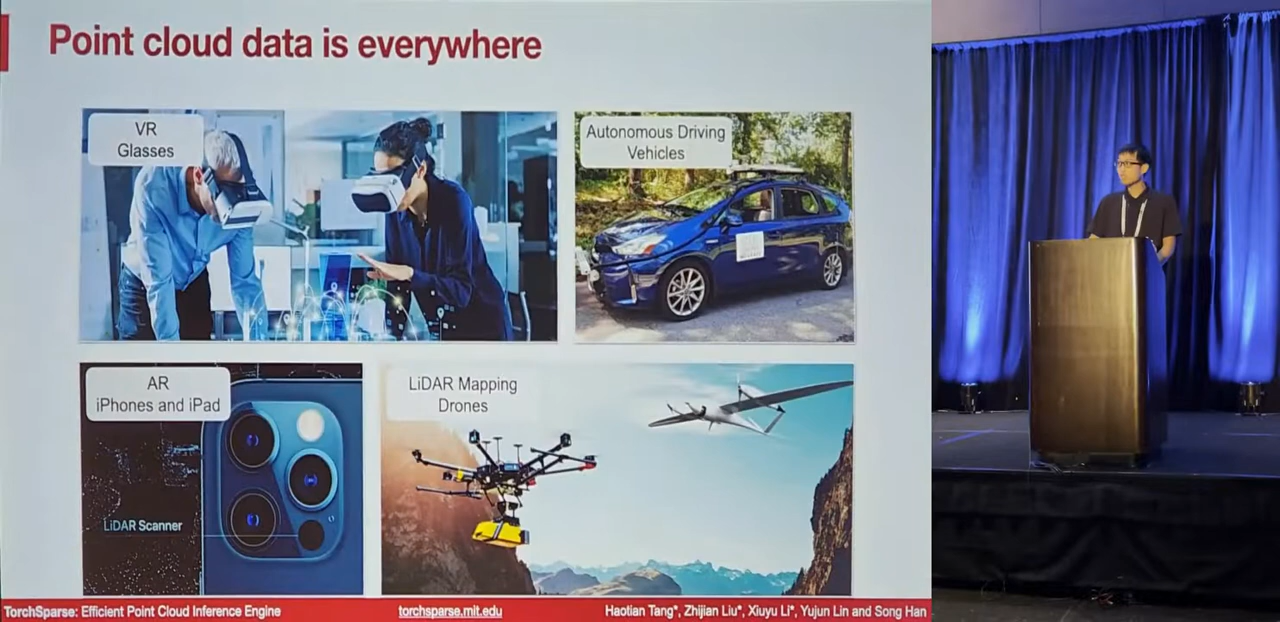 Point cloud data is everywhere
VR
Glasses
Autonomous Driving
Vehicles
AR
iPhones and iPad
LiDAR Scanner
LiDAR Mapping
Drones
TorchSparse: Efficient Point Cloud Inference Engine
torchsparse.mit.edu
Haotian Tang*, Zhijian Liu*, Xiuyu Li*, Yujun Lin and Song Han